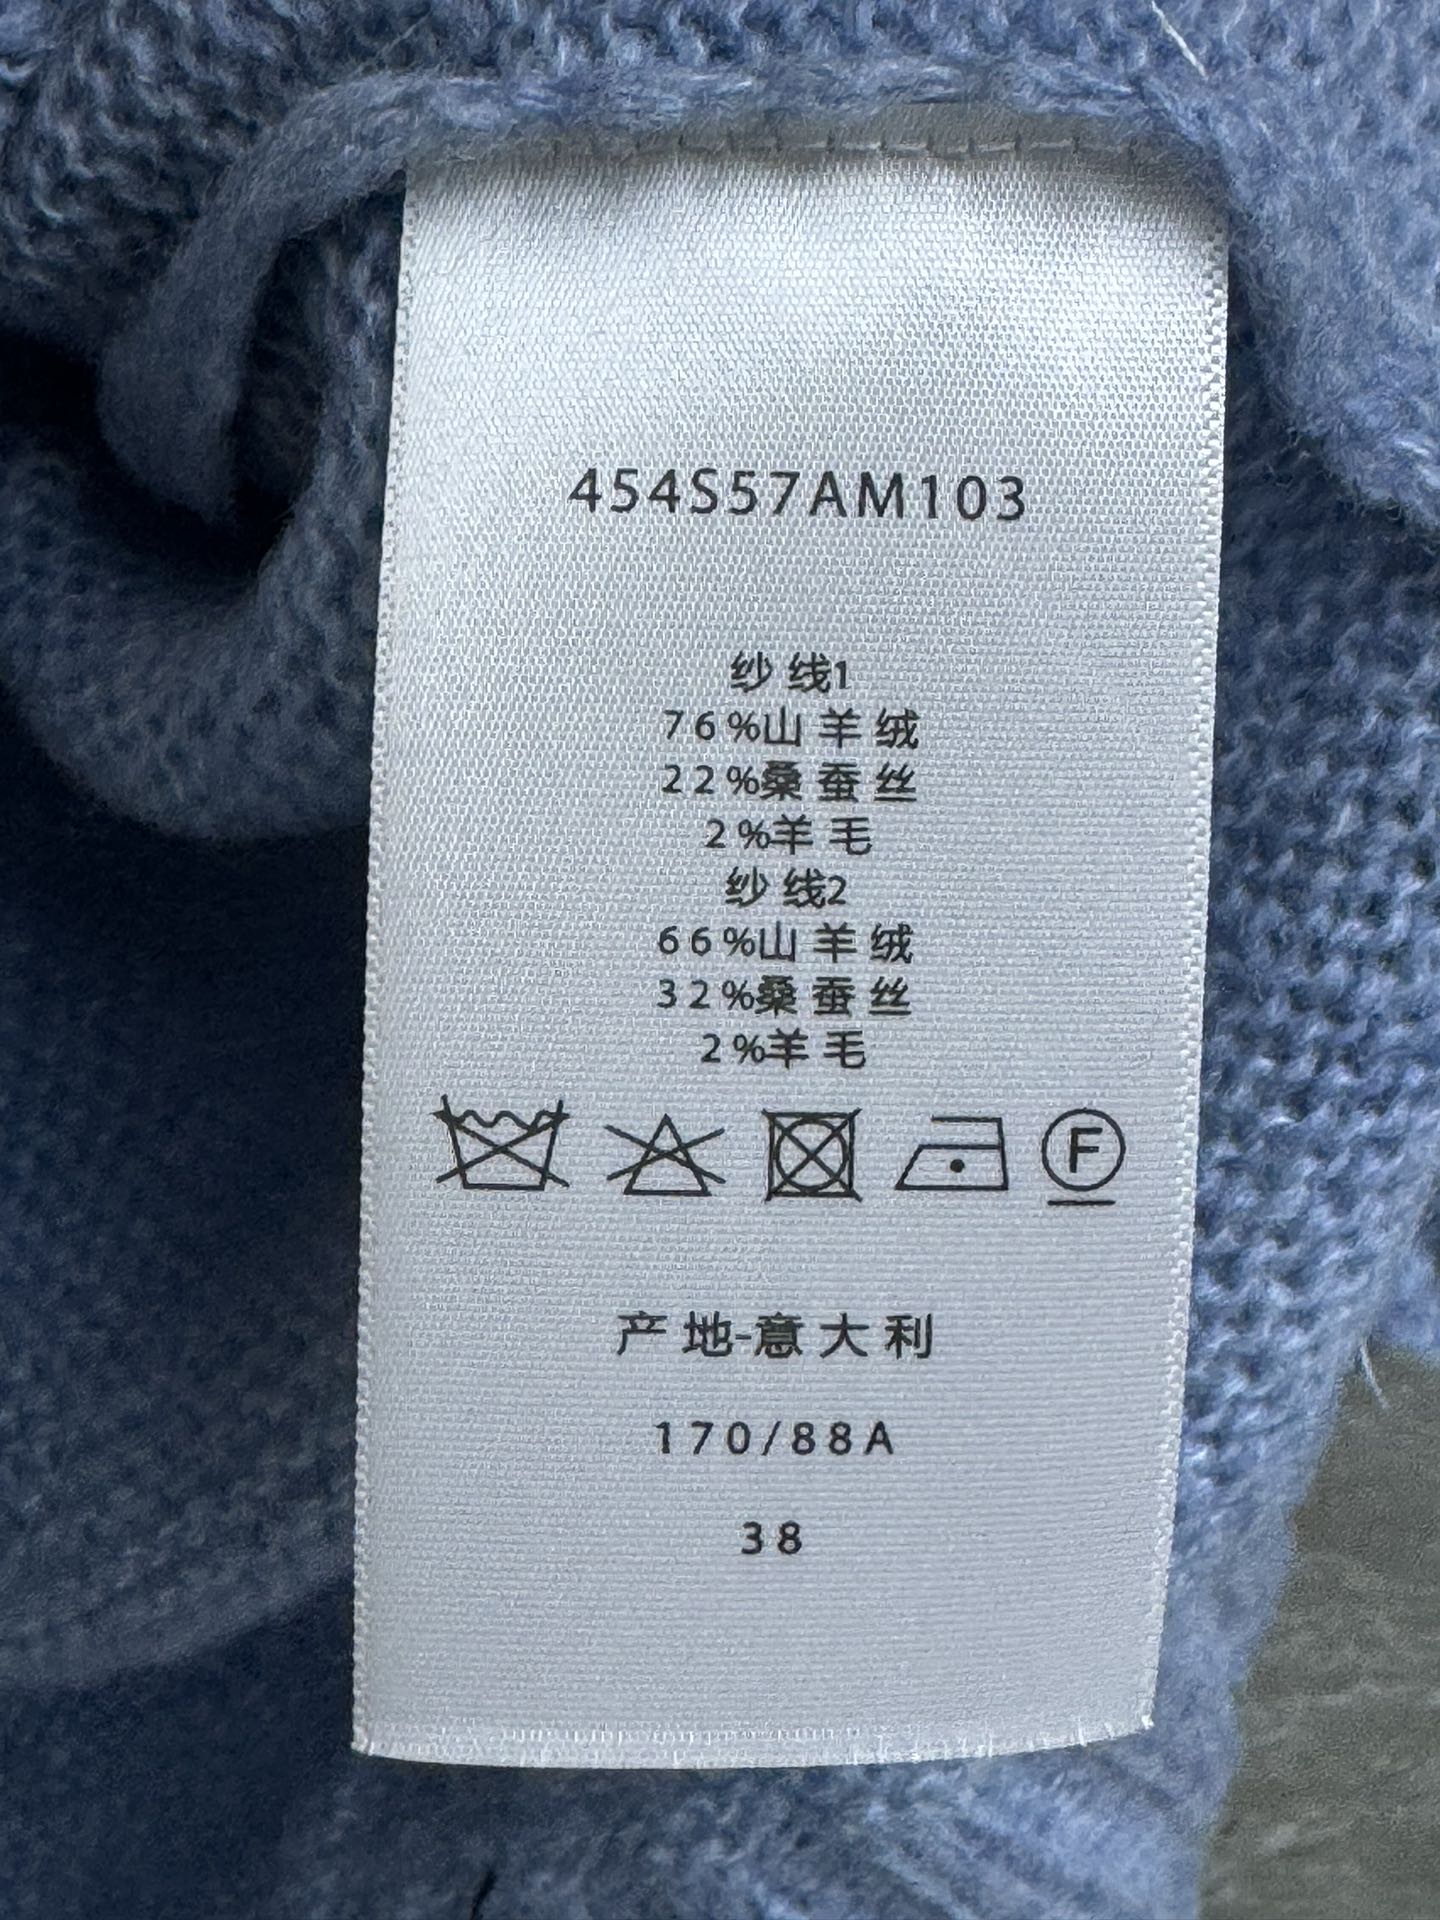 454S57AM103
纱线1
76%山羊绒
22%桑蚕丝
2%羊毛
纱线2
66%山羊绒
32%桑蚕丝
2%羊毛
F
产地-意大利
170/88A
38